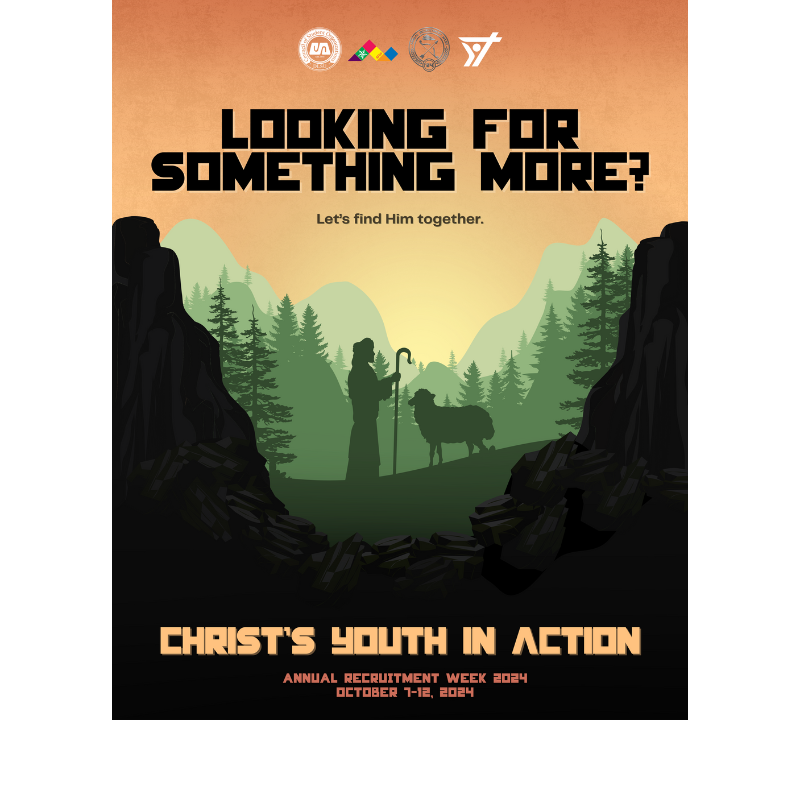 LOOKING FOR
SOMETHING MORE?
Let's find Him together.
CHRIST'S YOUTH IN ACTION
ANNUAL RECRUITMENT WEEK 2024
OCTOBER 7-12, 2024